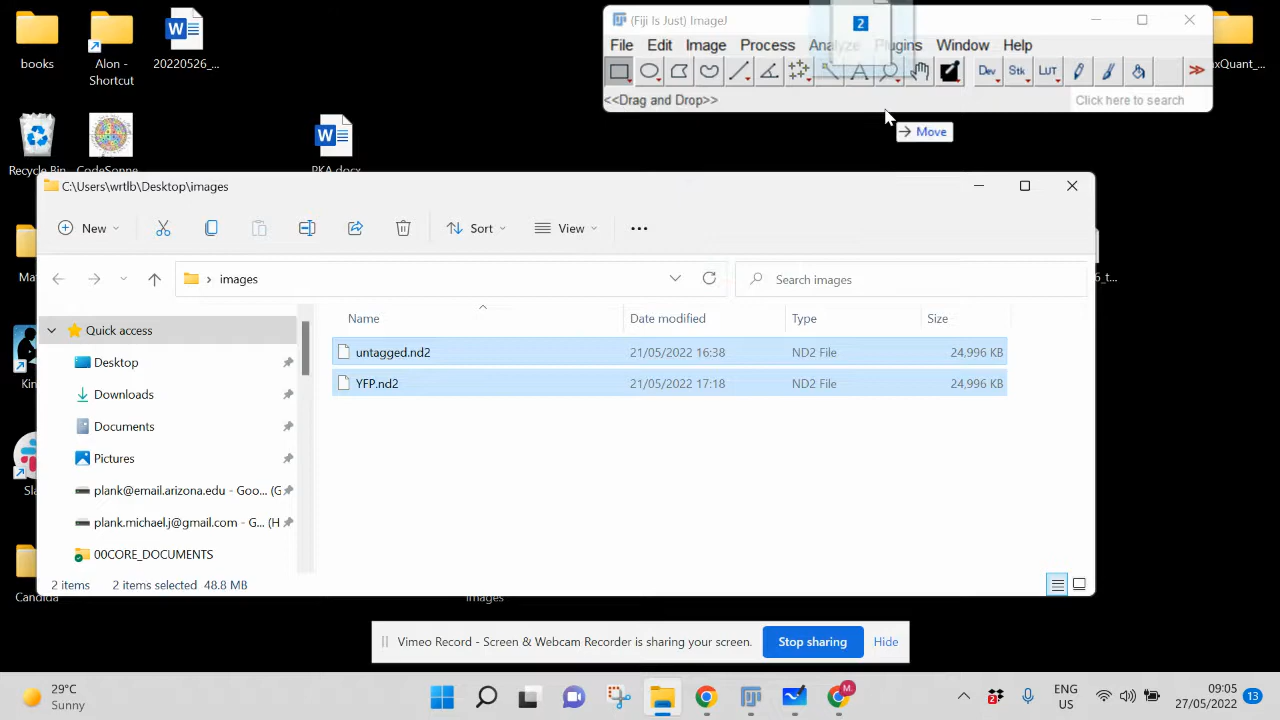 books
Alon -
Shortcut
20220526_...
(Fiji Is Just) ImageJ
2
File Edit Image Process Analyze Plugins Window Help
Dev Stk LUT
<<Drag and Drop>>
Click here to search
Move
Recycle Bin
PKA.docx
C:\Users\wrtlb\Desktop\images
New
Sort
View
images
Search images
Name Date modified Type Size
Quick access
untagged.nd2 21/05/2022 16:38 ND2 File 24,996 KB
YFP.nd2 21/05/2022 17:18 ND2 File 24,996 KB
Desktop
Downloads
Documents
Pictures
plank@email.arizona.edu - Goo... (G
plank.michael.j@gmail.com - G... (H
00CORE_DOCUMENTS
2 items 2 items selected 48.8 MB
Candida
images
Vimeo Record - Screen & Webcam Recorder is sharing your screen.
Stop sharing
Hide
29°C
Sunny
M.
2
ENG
US
09:05
27/05/2022
13